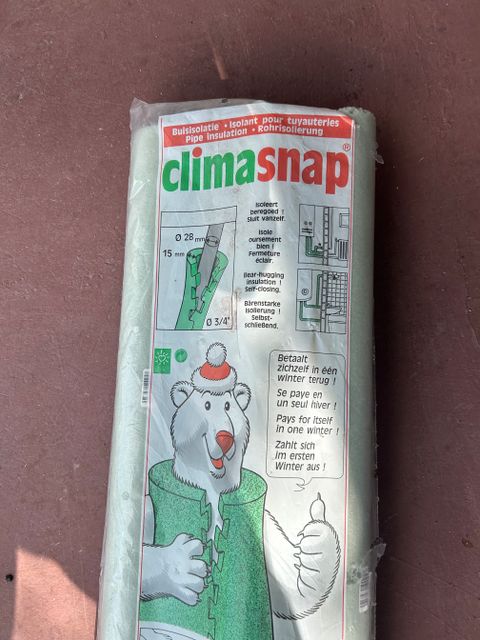 Buisisolatie • Isolant pour tuyauteries
Pipe insulation • Rohrisolierung
climasnap®
Isoleert
beregoed !
Sluit vanzelf.
Isole
oursement
bien !
Fermeture
éclair.
Bear-hugging
insulation !
Self-closing.
Bärenstarke
Isolierung !
Selbst-
schließend.
Ø 28 mm
15 mm
Ø 3/4"
Betaalt
zichzelf in één
winter terug !
Se paye en
un seul hiver !
Pays for itself
in one winter !
Zahlt sich
im ersten
Winter aus !